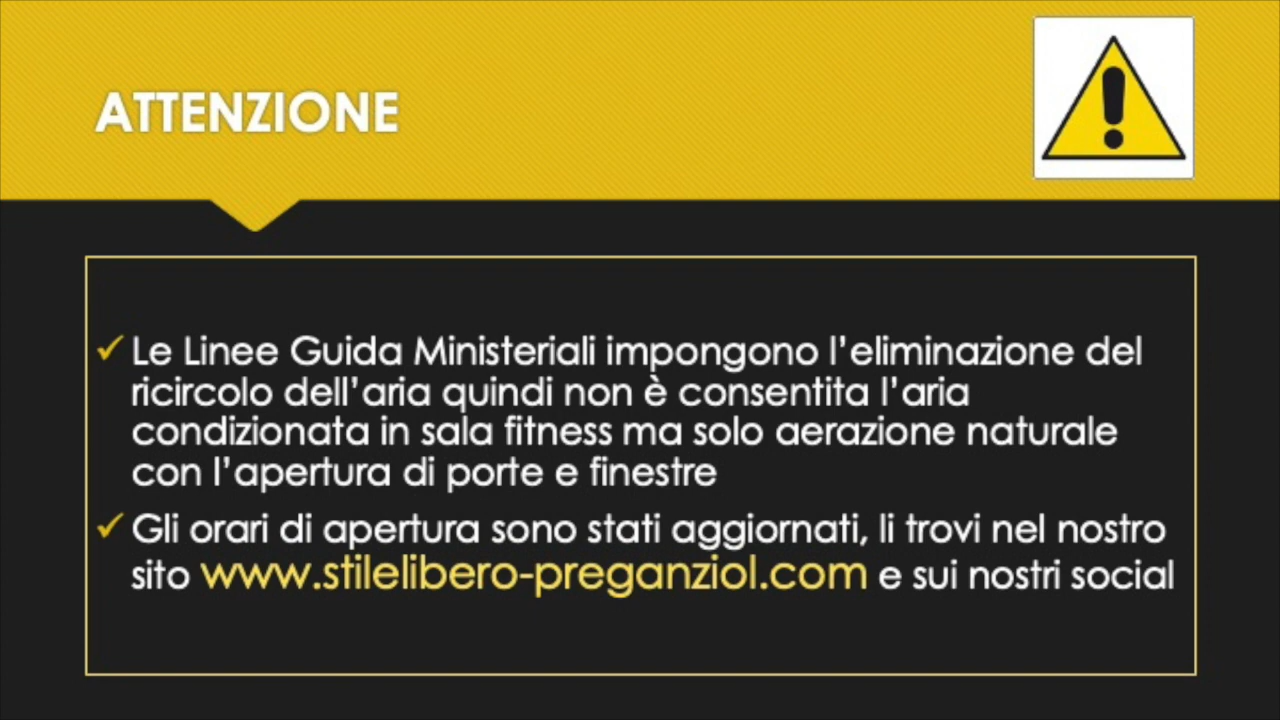 ATTENZIONE
✓ Le Linee Guida Ministeriali impongono l’eliminazione del
ricircolo dell’aria quindi non è consentita l’aria
condizionata in sala fitness ma solo aerazione naturale
con l’apertura di porte e finestre
✓ Gli orari di apertura sono stati aggiornati, li trovi nel nostro
sito www.stilelibero-preganziol.com e sui nostri social